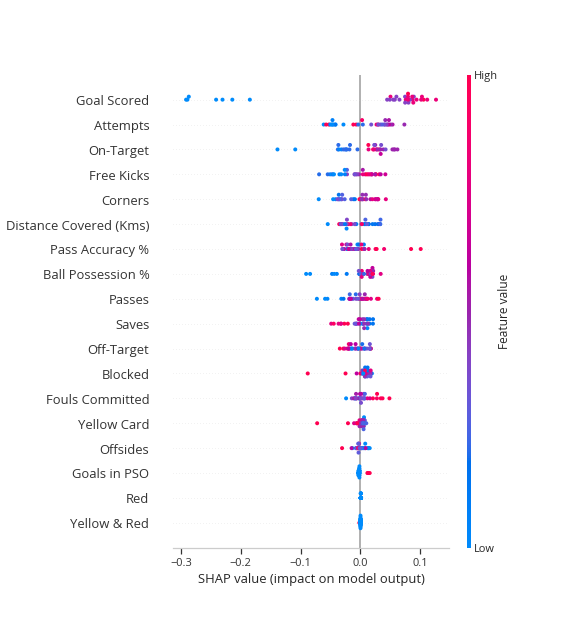 High
Goal Scored
Attempts
On-Target
Free Kicks
Corners
Distance Covered (Kms)
Pass Accuracy %
Ball Possession %
Passes
Saves
Off-Target
Blocked
Fouls Committed
Yellow Card
Offsides
Goals in PSO
Red
Yellow & Red
Feature value
Low
−0.3 −0.2 −0.1 0.0 0.1
SHAP value (impact on model output)